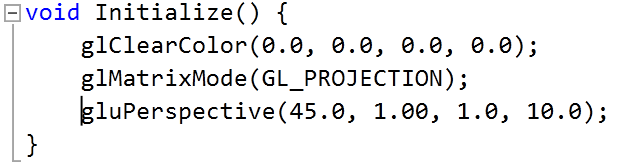 void Initialize() {
    glClearColor(0.0, 0.0, 0.0, 0.0);
    glMatrixMode(GL_PROJECTION);
    gluPerspective(45.0, 1.00, 1.0, 10.0);
}